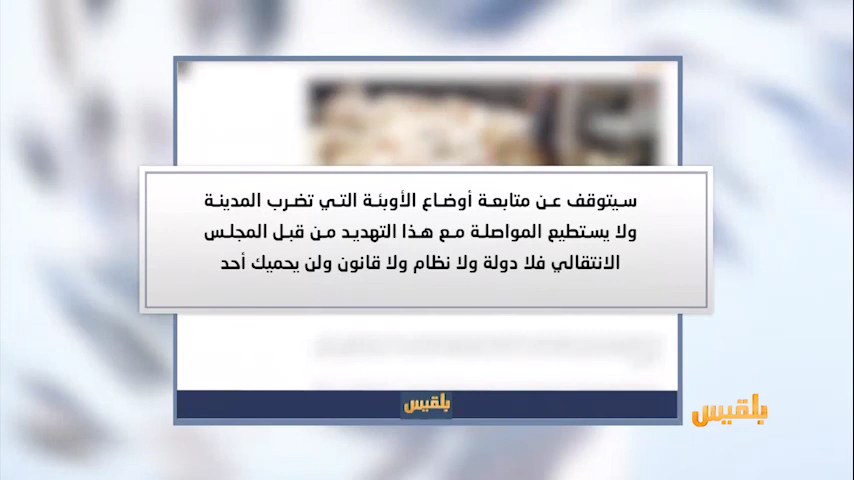 سيتوقف عن متابعة أوضاع الأوبئة التي تضرب المدينة
ولا يستطيع المواصلة مع هذا التهديد من قبل المجلس
الانتقالي فلا دولة ولا نظام ولا قانون ولن يحميك أحد
بلقيس
بلقيس